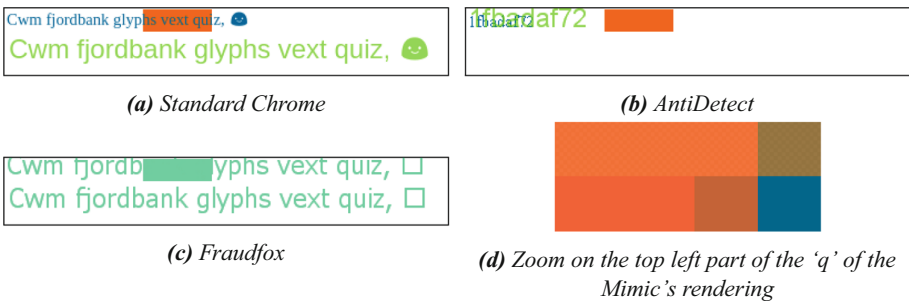 Cwm fjordbank glyphs vext quiz, 😃
Cwm fjordbank glyphs vext quiz, 😃
(a) Standard Chrome
1fbadaf72
1fbadaf72
(b) AntiDetect
Cwm fjordb yphs vext quiz, □
Cwm fjordbank glyphs vext quiz, □
(c) Fraudfox
(d) Zoom on the top left part of the ‘q’ of the
Mimic’s rendering